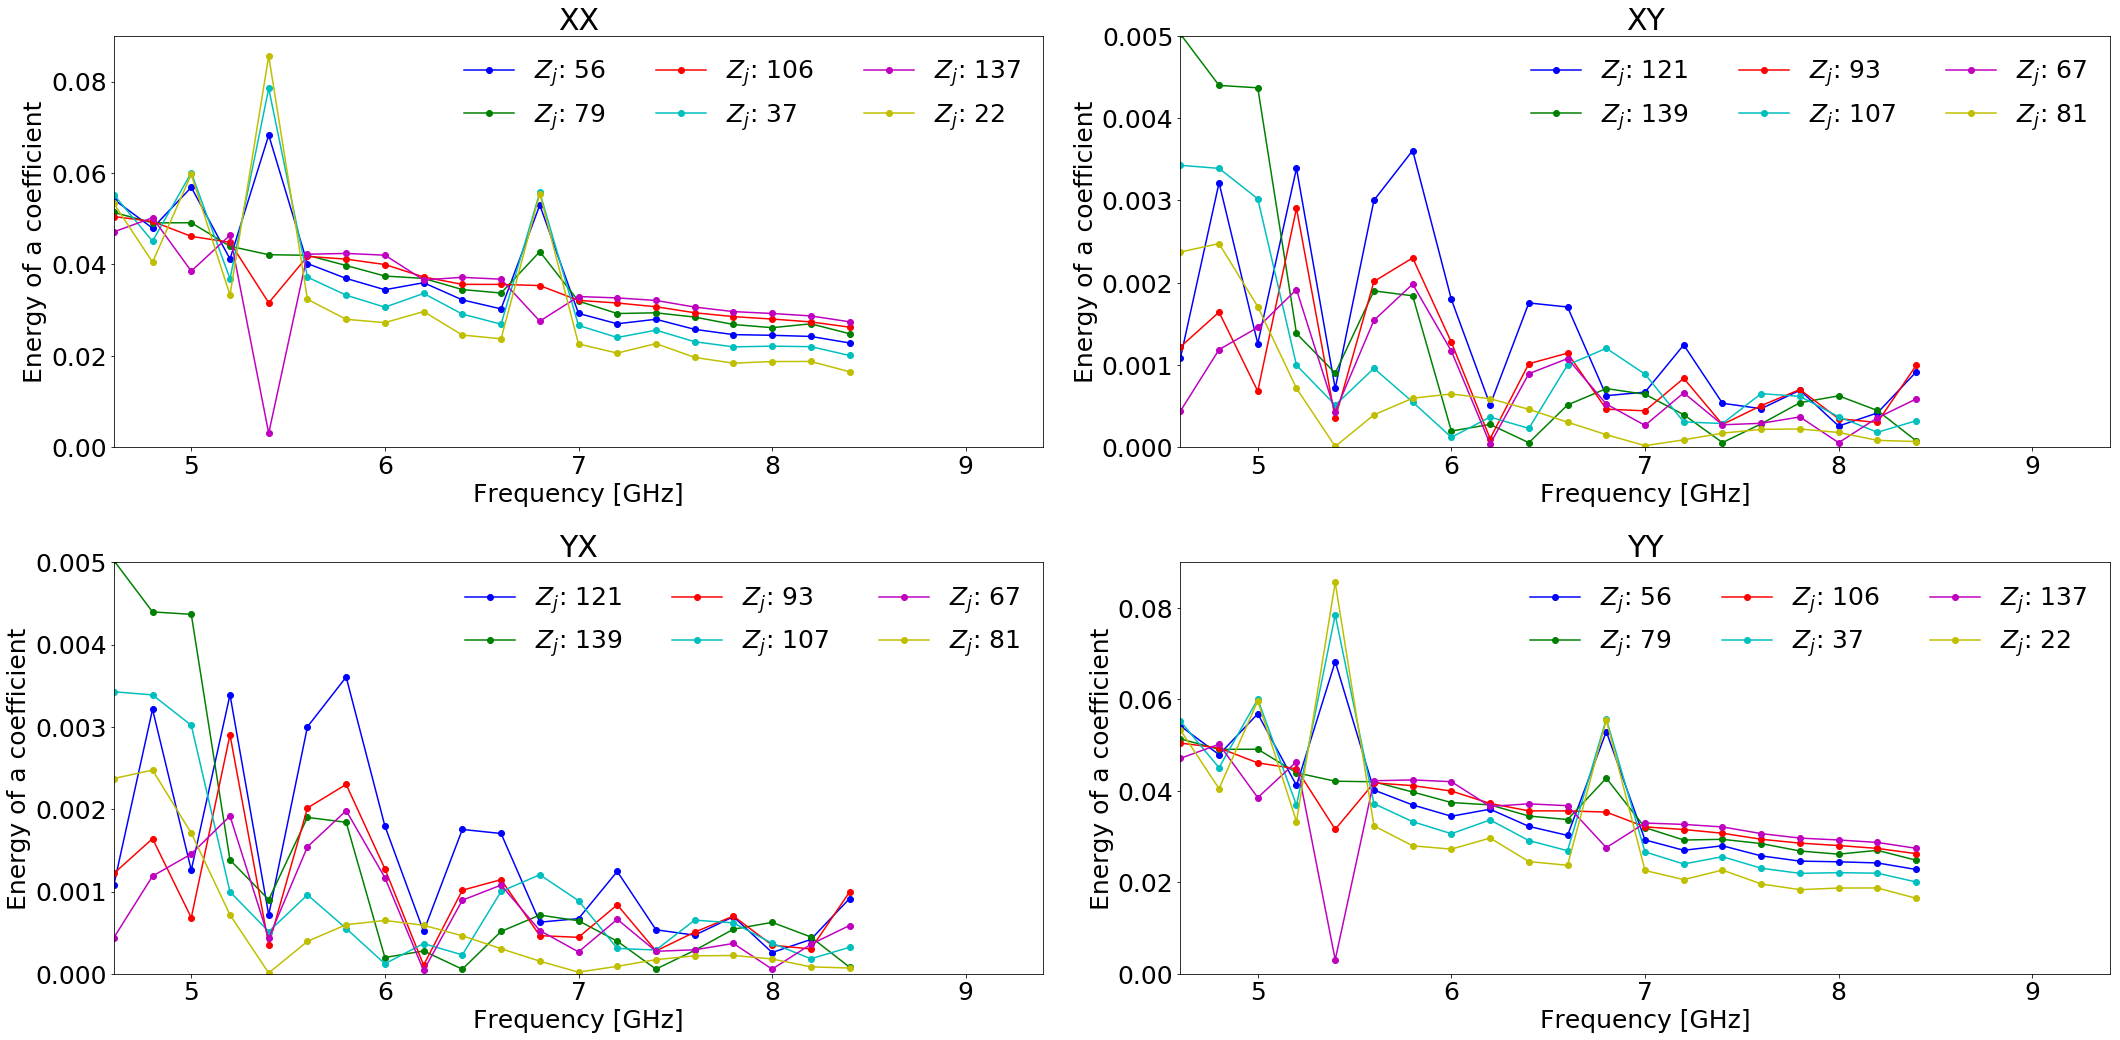 XX
Energy of a coefficient
0.08
0.06
0.04
0.02
0.00
Z_j: 56
Z_j: 106
Z_j: 137
Z_j: 79
Z_j: 37
Z_j: 22
5 6 7 8 9
Frequency [GHz]
XY
Energy of a coefficient
0.005
0.004
0.003
0.002
0.001
0.000
Z_j: 121
Z_j: 93
Z_j: 67
Z_j: 139
Z_j: 107
Z_j: 81
5 6 7 8 9
Frequency [GHz]
YX
Energy of a coefficient
0.005
0.004
0.003
0.002
0.001
0.000
Z_j: 121
Z_j: 93
Z_j: 67
Z_j: 139
Z_j: 107
Z_j: 81
5 6 7 8 9
Frequency [GHz]
YY
Energy of a coefficient
0.08
0.06
0.04
0.02
0.00
Z_j: 56
Z_j: 106
Z_j: 137
Z_j: 79
Z_j: 37
Z_j: 22
5 6 7 8 9
Frequency [GHz]